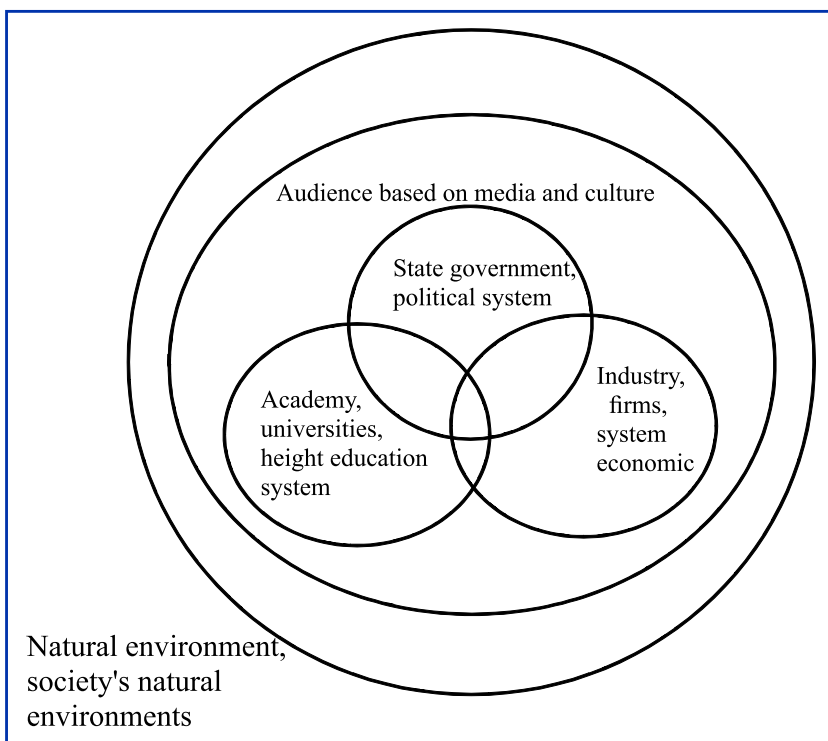 Audience based on media and culture
State government,
political system
Industry,
firms,
system
economic
Academy,
universities,
height education
system
Natural environment,
society's natural
environments